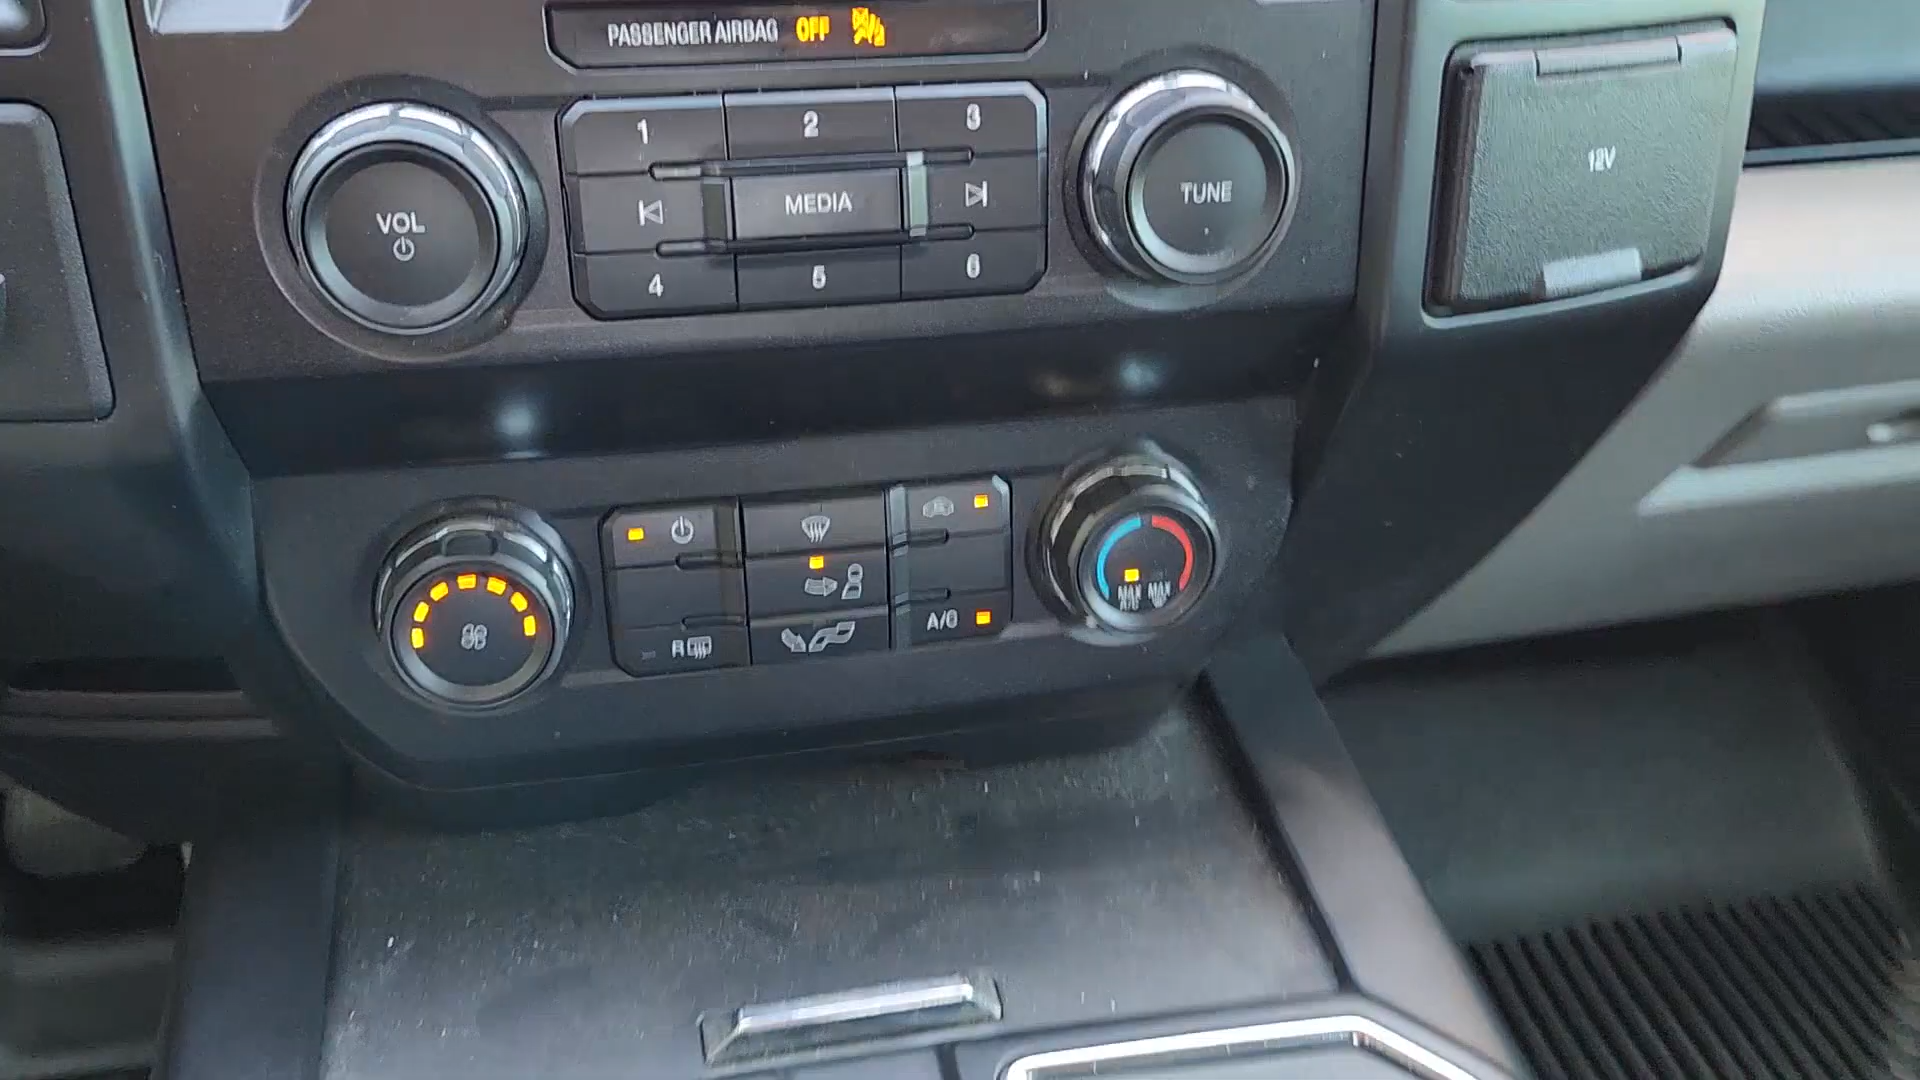 PASSENGER AIRBAG OFF
1 2 3
VOL MEDIA TUNE
4 5 6
12V
A/C
R
MAX A/C MAX